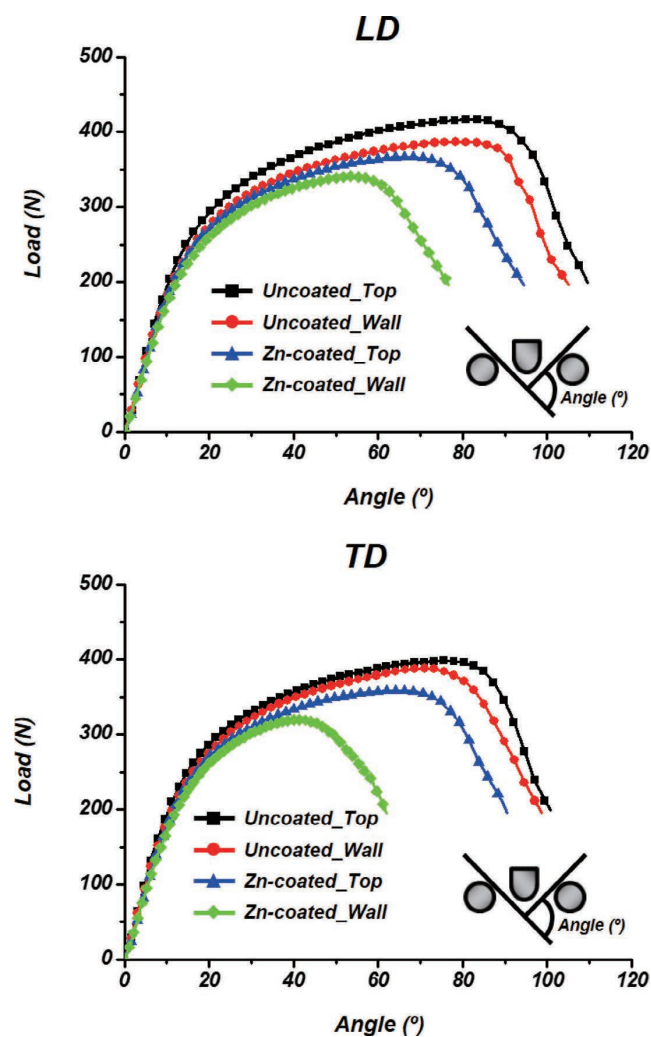 LD
500
400
300
200
100
0
Load (N)
Uncoated_Top
Uncoated_Wall
Zn-coated_Top
Zn-coated_Wall
Angle (º)
0 20 40 60 80 100 120
Angle (º)
TD
500
400
300
200
100
0
Load (N)
Uncoated_Top
Uncoated_Wall
Zn-coated_Top
Zn-coated_Wall
Angle (º)
0 20 40 60 80 100 120
Angle (º)